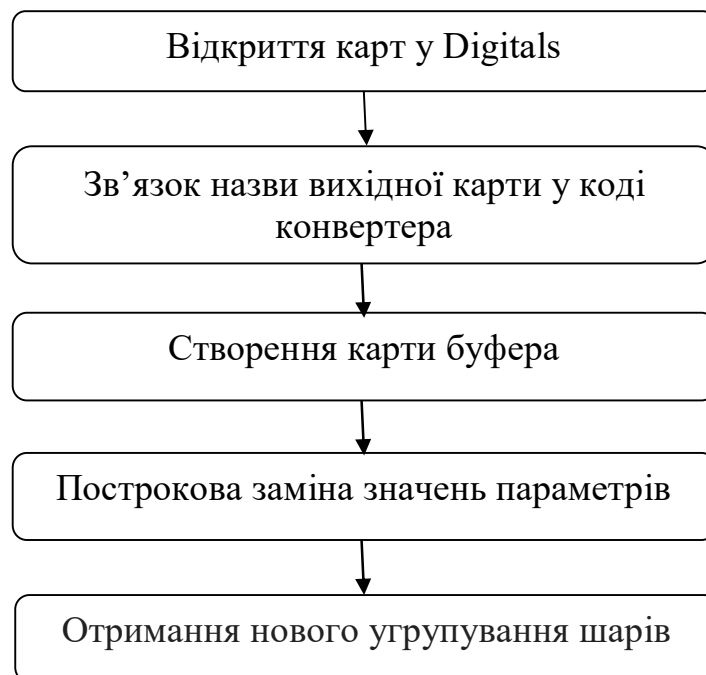 Відкриття карт у Digitals
Зв’язок назви вихідної карти у коді
конвертера
Створення карти буфера
Построкова заміна значень параметрів
Отримання нового угрупування шарів